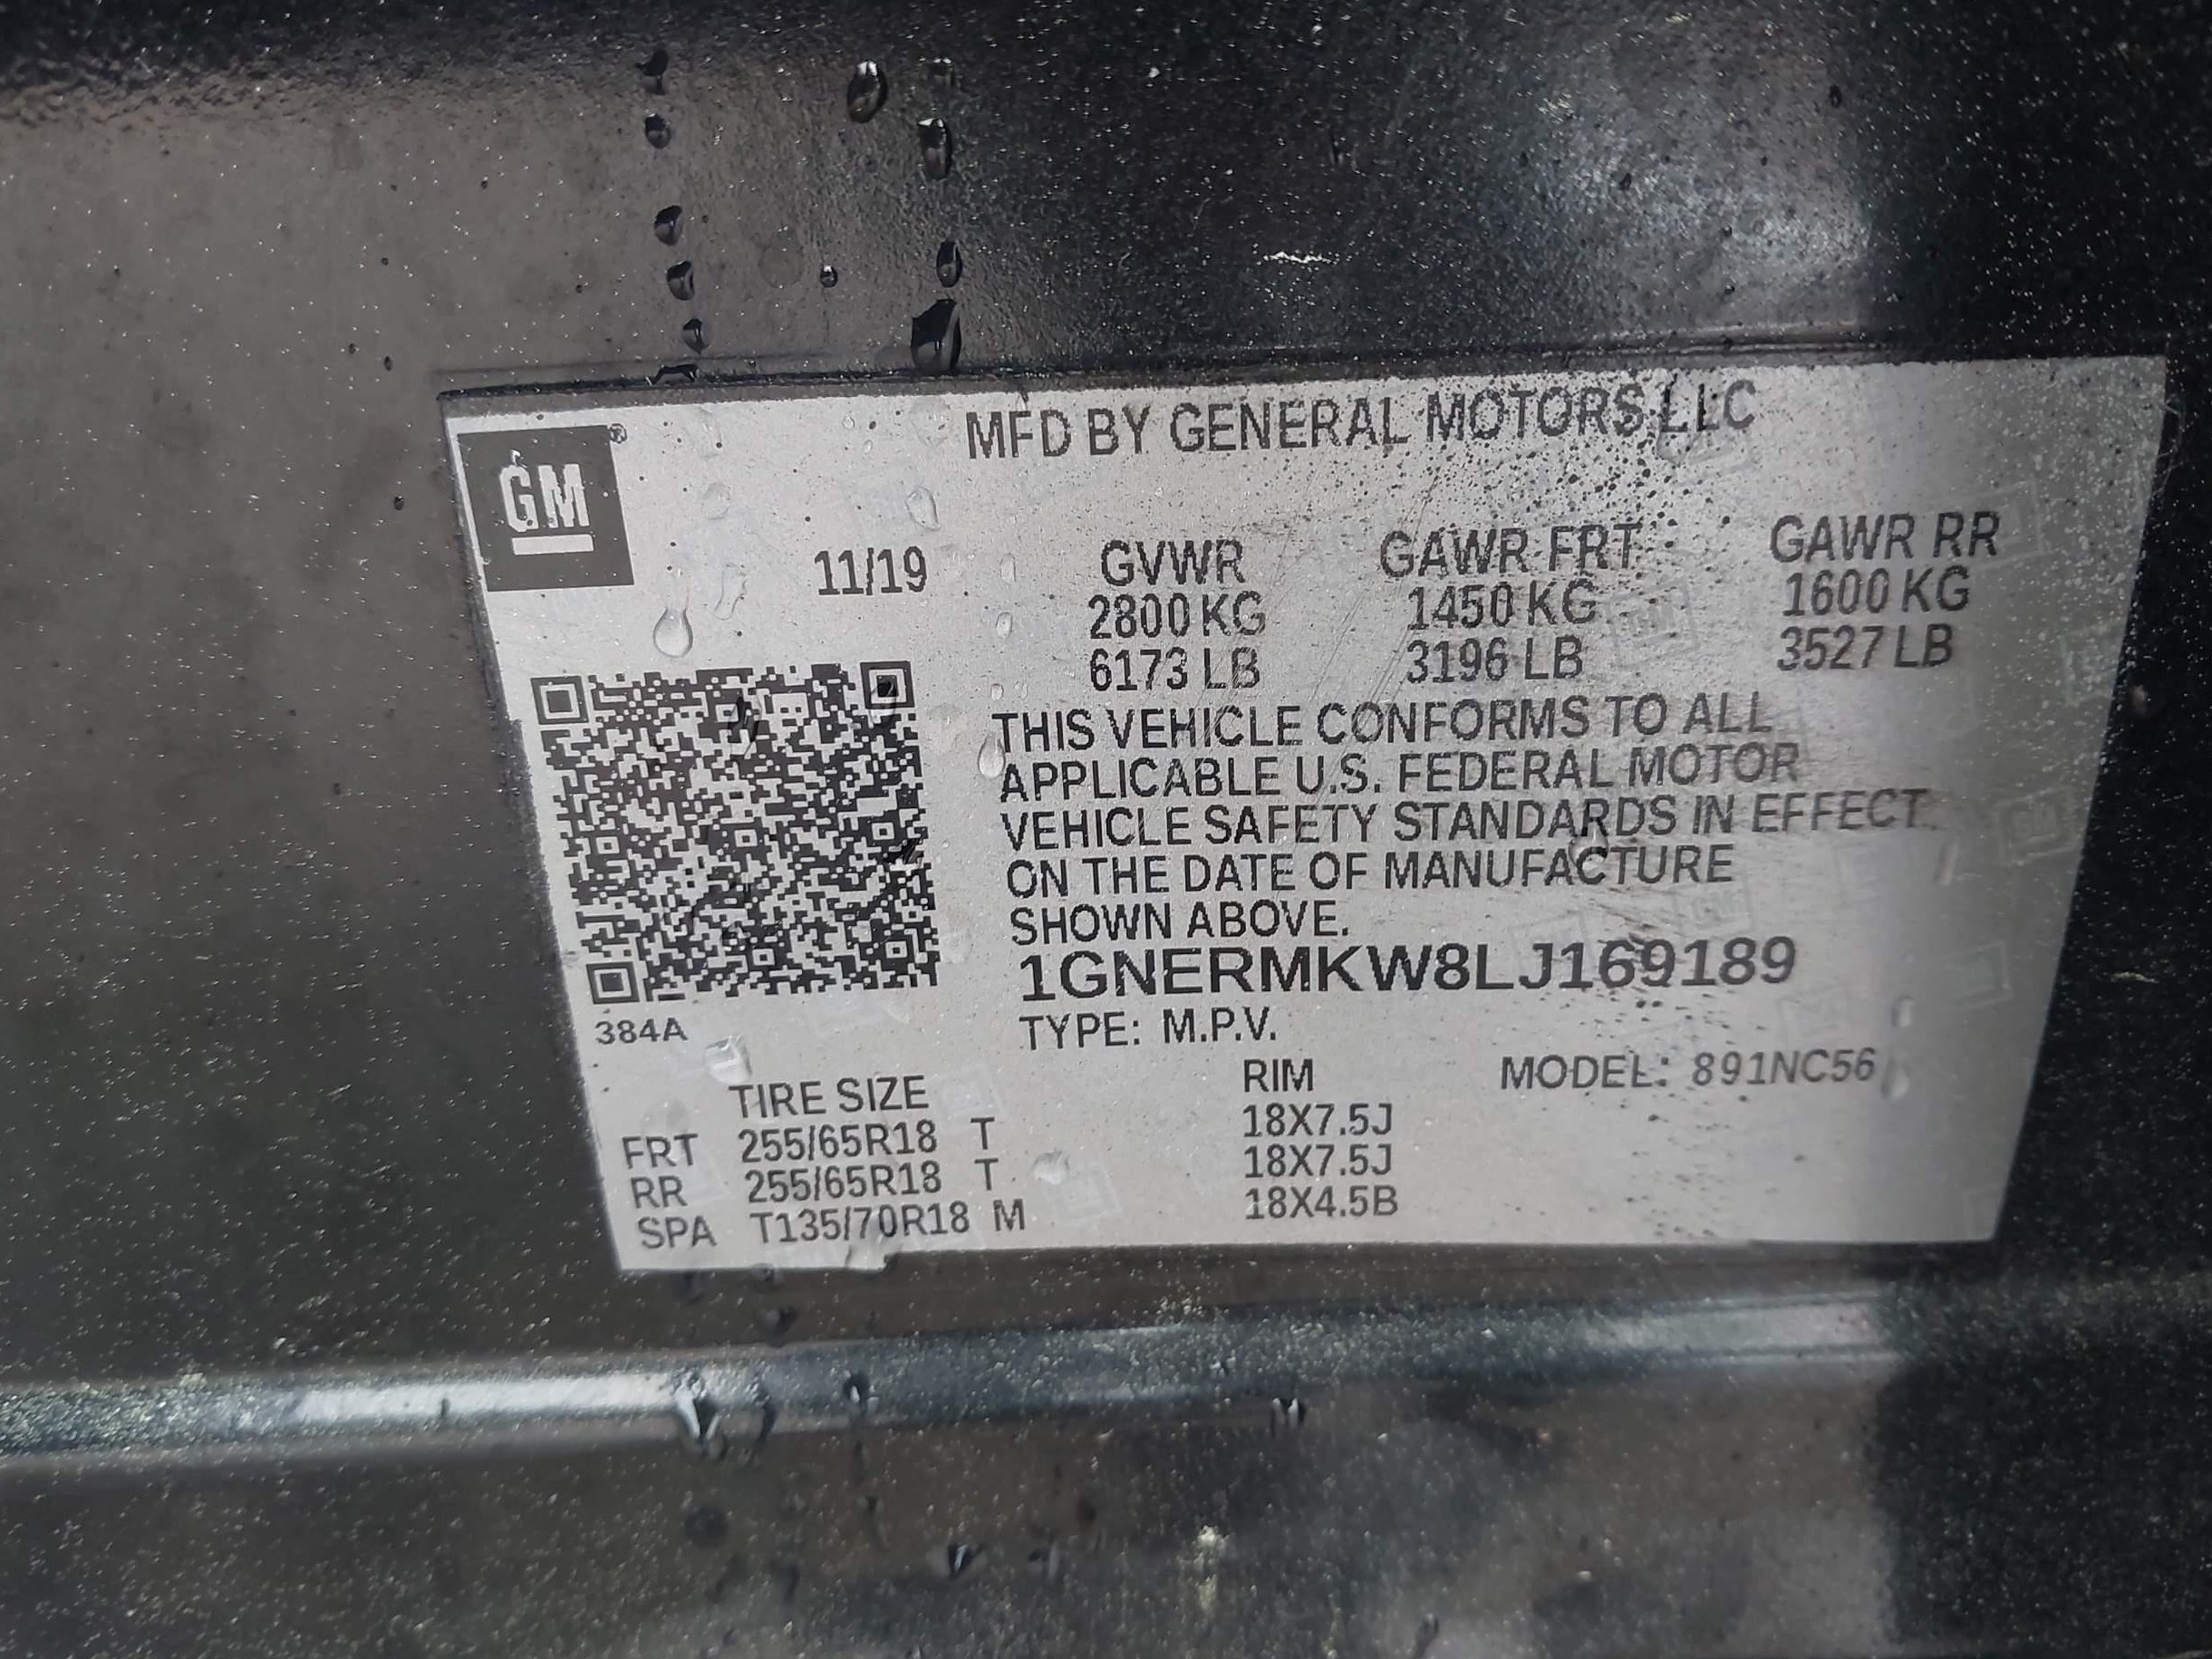 GM®
MFD BY GENERAL MOTORS LLC
11/19 GVWR GAWR FRT GAWR RR
2800 KG 1450 KG 1600 KG
6173 LB 3196 LB 3527 LB
THIS VEHICLE CONFORMS TO ALL
APPLICABLE U.S. FEDERAL MOTOR
VEHICLE SAFETY STANDARDS IN EFFECT
ON THE DATE OF MANUFACTURE
SHOWN ABOVE.
1GNERMKW8LJ169189
384A TYPE: M.P.V.
TIRE SIZE RIM MODEL: 891NC56
FRT 255/65R18 T 18X7.5J
RR 255/65R18 T 18X7.5J
SPA T135/70R18 M 18X4.5B